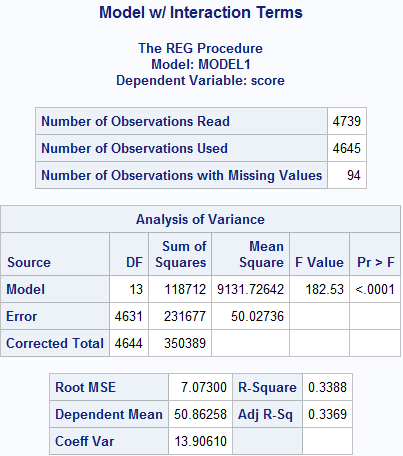 Model w/ Interaction Terms
The REG Procedure
Model: MODEL1
Dependent Variable: score
Number of Observations Read 4739
Number of Observations Used 4645
Number of Observations with Missing Values 94
Analysis of Variance
Source DF Sum of Squares Mean Square F Value Pr > F
Model 13 118712 9131.72642 182.53 <.0001
Error 4631 231677 50.02736
Corrected Total 4644 350389
Root MSE 7.07300 R-Square 0.3388
Dependent Mean 50.86258 Adj R-Sq 0.3369
Coeff Var 13.90610